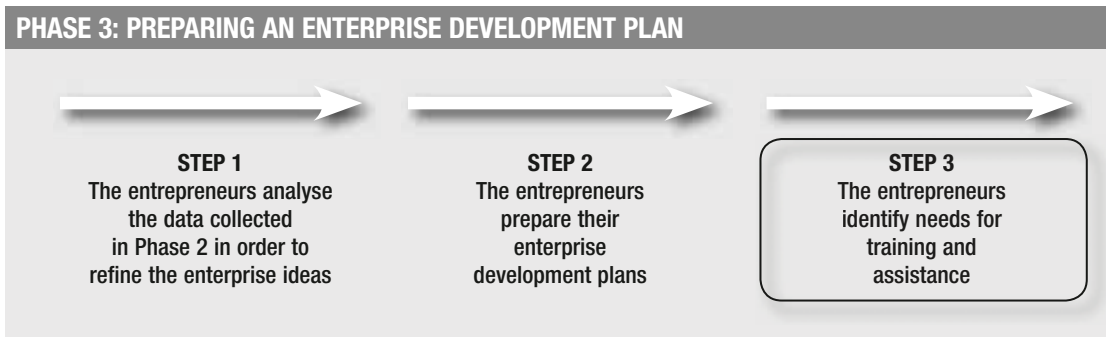 PHASE 3: PREPARING AN ENTERPRISE DEVELOPMENT PLAN
STEP 1
The entrepreneurs analyse
the data collected
in Phase 2 in order to
refine the enterprise ideas
STEP 2
The entrepreneurs
prepare their
enterprise
development plans
STEP 3
The entrepreneurs
identify needs for
training and
assistance